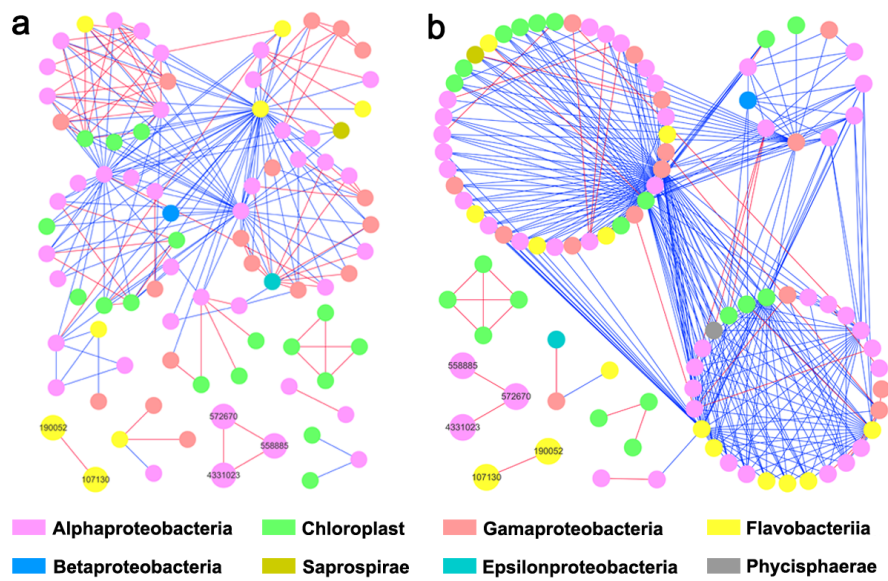 a
b
190052
107130
572670
558885
4331023
558885
572670
4331023
190052
107130
Alphaproteobacteria Chloroplast Gamaproteobacteria Flavobacteriia
Betaproteobacteria Saprospirae Epsilonproteobacteria Phycisphaerae